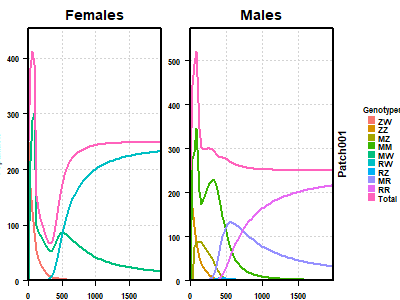 Females
Males
400
300
200
100
0
0
500
1000
1500
500
400
300
200
100
0
0
500
1000
1500
Patch001
Genotypes
ZW
ZZ
MZ
MM
MW
RW
RZ
MR
RR
Total